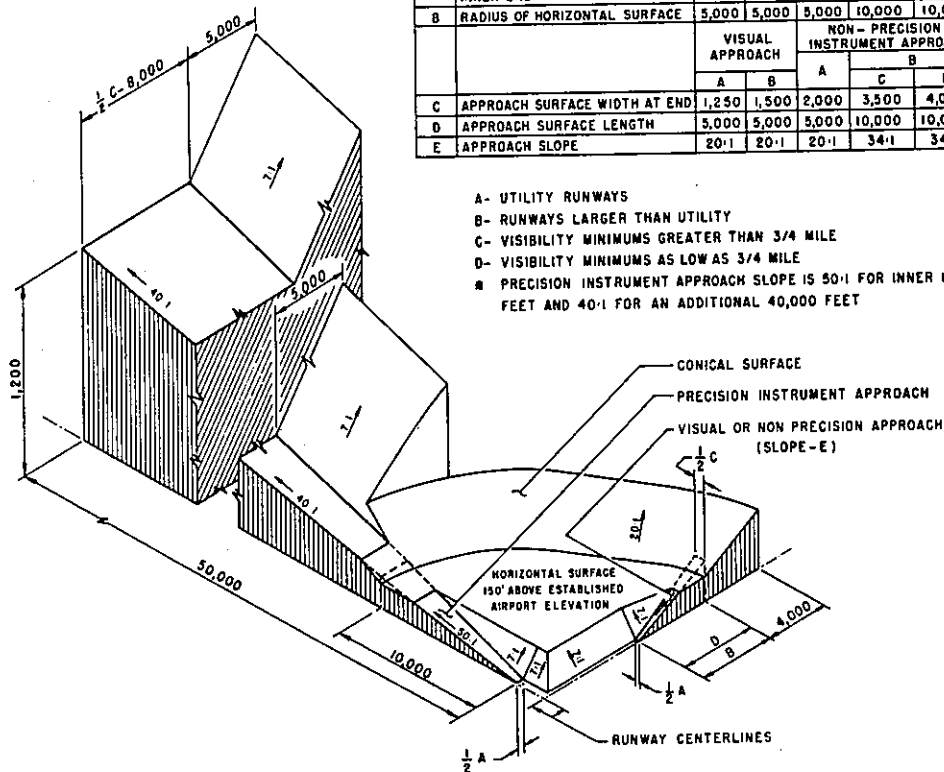 B RADIUS OF HORIZONTAL SURFACE 5,000 5,000 5,000 10,000
VISUAL APPROACH
NON- PRECISION
A B A B
C
C APPROACH SURFACE WIDTH AT END 1,250 1,500 2,000 3,500
D APPROACH SURFACE LENGTH 5,000 5,000 5,000 10,000
E APPROACH SLOPE 20:1 20:1 20:1 34:1
A- UTILITY RUNWAYS
B- RUNWAYS LARGER THAN UTILITY
C- VISIBILITY MINIMUMS GREATER THAN 3/4 MILE
D- VISIBILITY MINIMUMS AS LOW AS 3/4 MILE
PRECISION INSTRUMENT APPROACH SLOPE IS 50:1 FOR INNER
FEET AND 40:1 FOR AN ADDITIONAL 40,000 FEET
5,000
1/2 C-8,000
7:1
40:1
5,000
1,200
7:1
40:1
CONICAL SURFACE
PRECISION INSTRUMENT APPROACH
VISUAL OR NON PRECISION APPROACH
(SLOPE-E)
1/2 C
20:1
HORIZONTAL SURFACE
150' ABOVE ESTABLISHED
AIRPORT ELEVATION
50:1
7:1
7:1
7:1
7:1
7:1
4,000
D
B
50,000
10,000
1/2 A
1/2 A
RUNWAY CENTERLINES